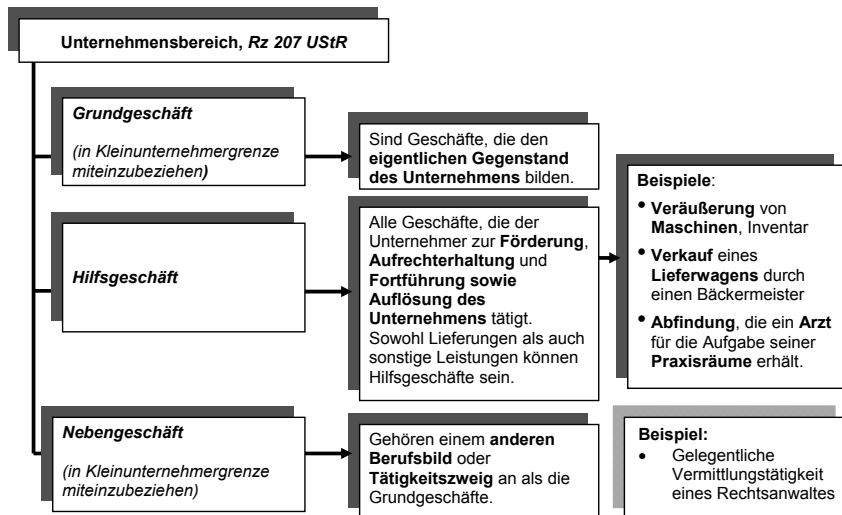 Unternehmensbereich, Rz 207 UStR
Grundgeschäft
(in Kleinunternehmergrenze
miteinzubeziehen)
Sind Geschäfte, die den
eigentlichen Gegenstand
des Unternehmens bilden.
Hilfsgeschäft
Alle Geschäfte, die der
Unternehmer zur Förderung,
Aufrechterhaltung und
Fortführung sowie
Auflösung des
Unternehmens tätigt.
Sowohl Lieferungen als auch
sonstige Leistungen können
Hilfsgeschäfte sein.
Beispiele:
• Veräußerung von
Maschinen, Inventar
• Verkauf eines
Lieferwagens durch
einen Bäckermeister
• Abfindung, die ein Arzt
für die Aufgabe seiner
Praxisräume erhält.
Nebengeschäft
(in Kleinunternehmergrenze
miteinzubeziehen)
Gehören einem anderen
Berufsbild oder
Tätigkeitszweig an als die
Grundgeschäfte.
Beispiel:
• Gelegentliche
Vermittlungstätigkeit
eines Rechtsanwaltes